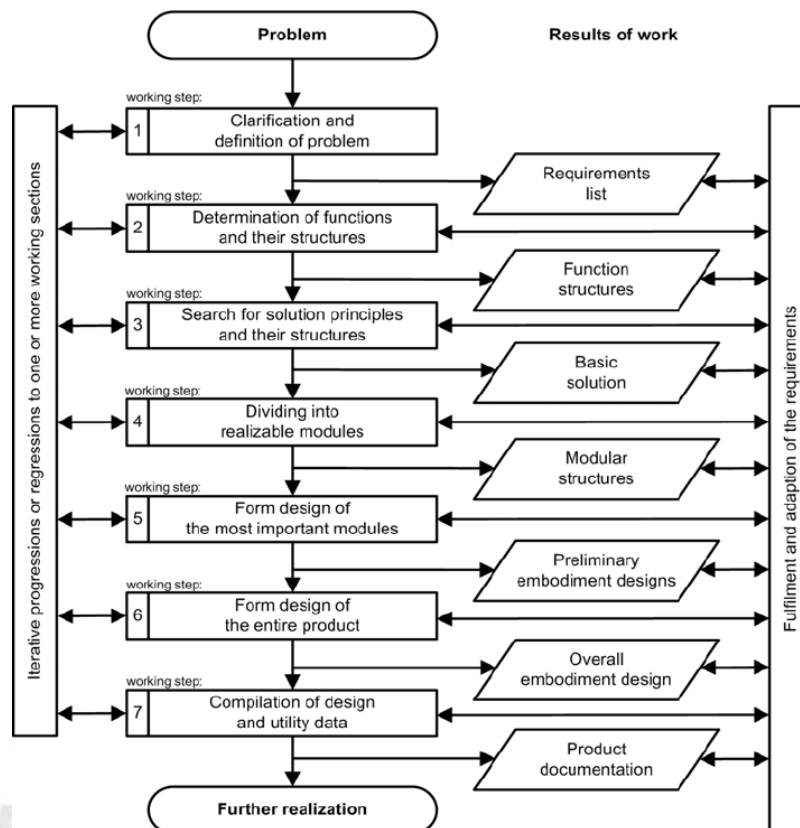 Problem
Results of work
working step:
1
Clarification and
definition of problem
Requirements
list
working step:
2
Determination of functions
and their structures
Function
structures
working step:
3
Search for solution principles
and their structures
Basic
solution
working step:
4
Dividing into
realizable modules
Modular
structures
working step:
5
Form design of
the most important modules
Preliminary
embodiment designs
working step:
6
Form design of
the entire product
Overall
embodiment design
working step:
7
Compilation of design
and utility data
Product
documentation
Further realization
Iterative progressions or regressions to one or more working sections
Fulfilment and adaption of the requirements